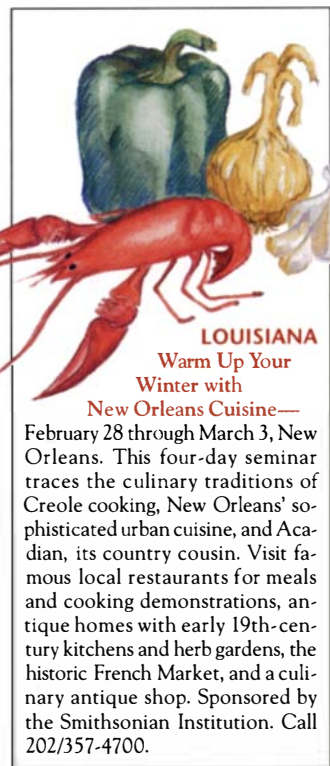 LOUISIANA
Warm Up Your
Winter with
New Orleans Cuisine—
February 28 through March 3, New
Orleans. This four-day seminar
traces the culinary traditions of
Creole cooking, New Orleans' so-
phisticated urban cuisine, and Aca-
dian, its country cousin. Visit fa-
mous local restaurants for meals
and cooking demonstrations, an-
tique homes with early 19th-cen-
tury kitchens and herb gardens, the
historic French Market, and a culi-
nary antique shop. Sponsored by
the Smithsonian Institution. Call
202/357-4700.